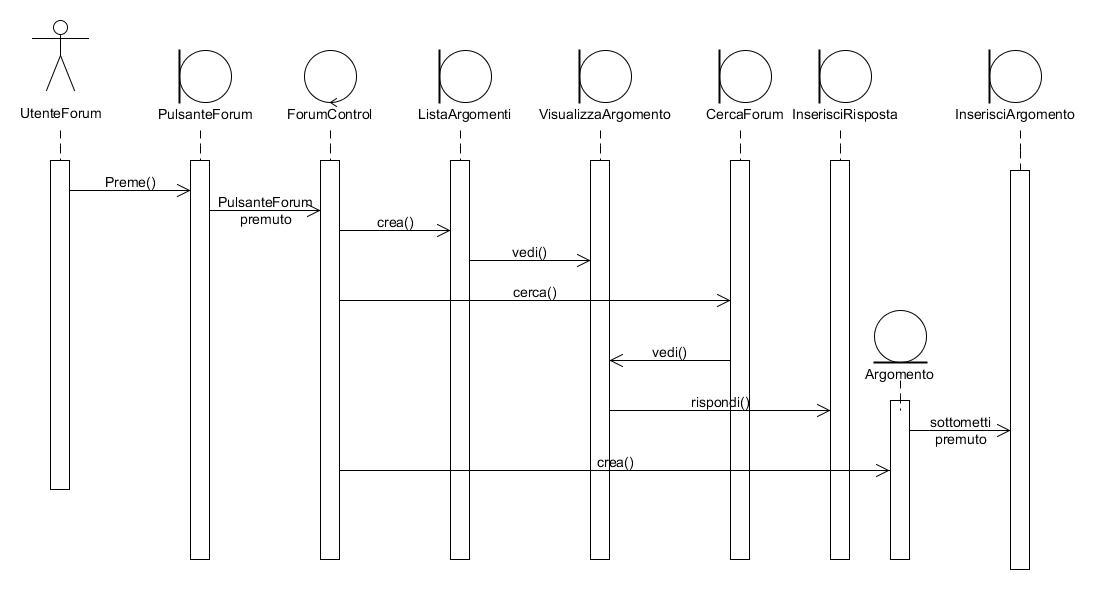 UtenteForum
PulsanteForum
ForumControl
ListaArgomenti
VisualizzaArgomento
CercaForum
InserisciRisposta
InserisciArgomento
Preme()
PulsanteForum
premuto
crea()
vedi()
cerca()
vedi()
Argomento
rispondi()
sottometti
premuto
crea()